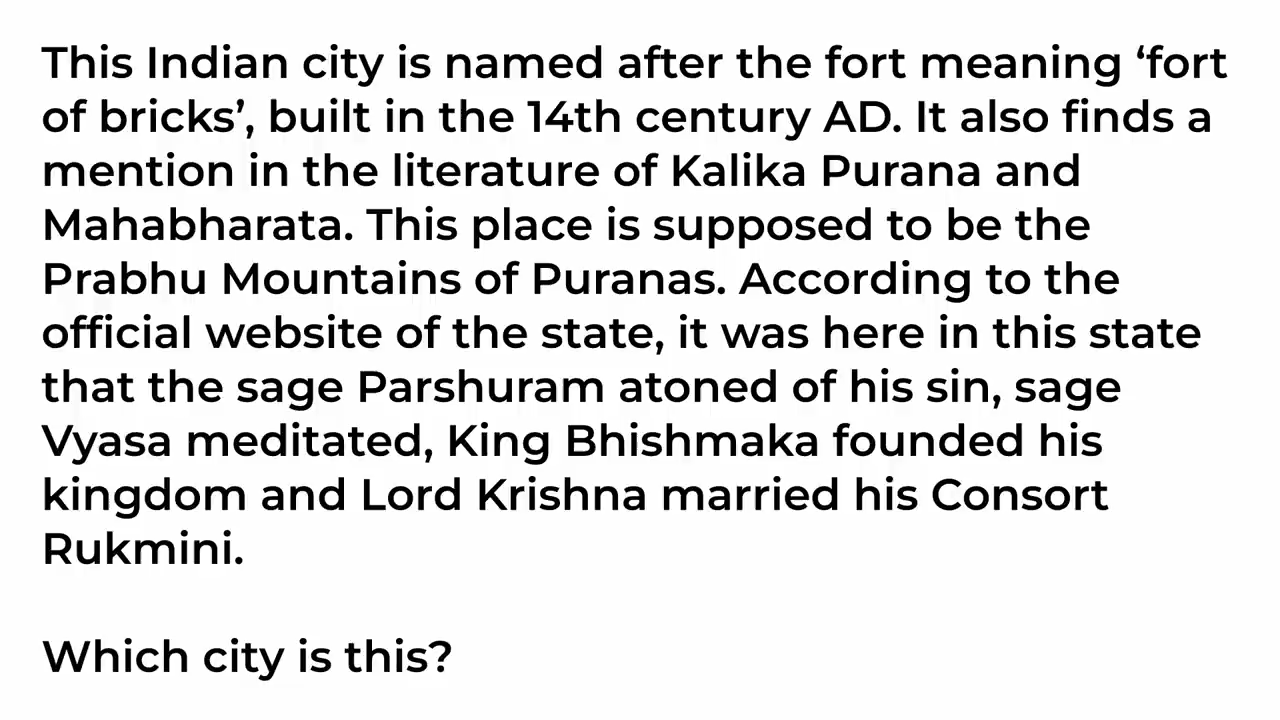 This Indian city is named after the fort meaning ‘fort
of bricks’, built in the 14th century AD. It also finds a
mention in the literature of Kalika Purana and
Mahabharata. This place is supposed to be the
Prabhu Mountains of Puranas. According to the
official website of the state, it was here in this state
that the sage Parshuram atoned of his sin, sage
Vyasa meditated, King Bhishmaka founded his
kingdom and Lord Krishna married his Consort
Rukmini.
Which city is this?